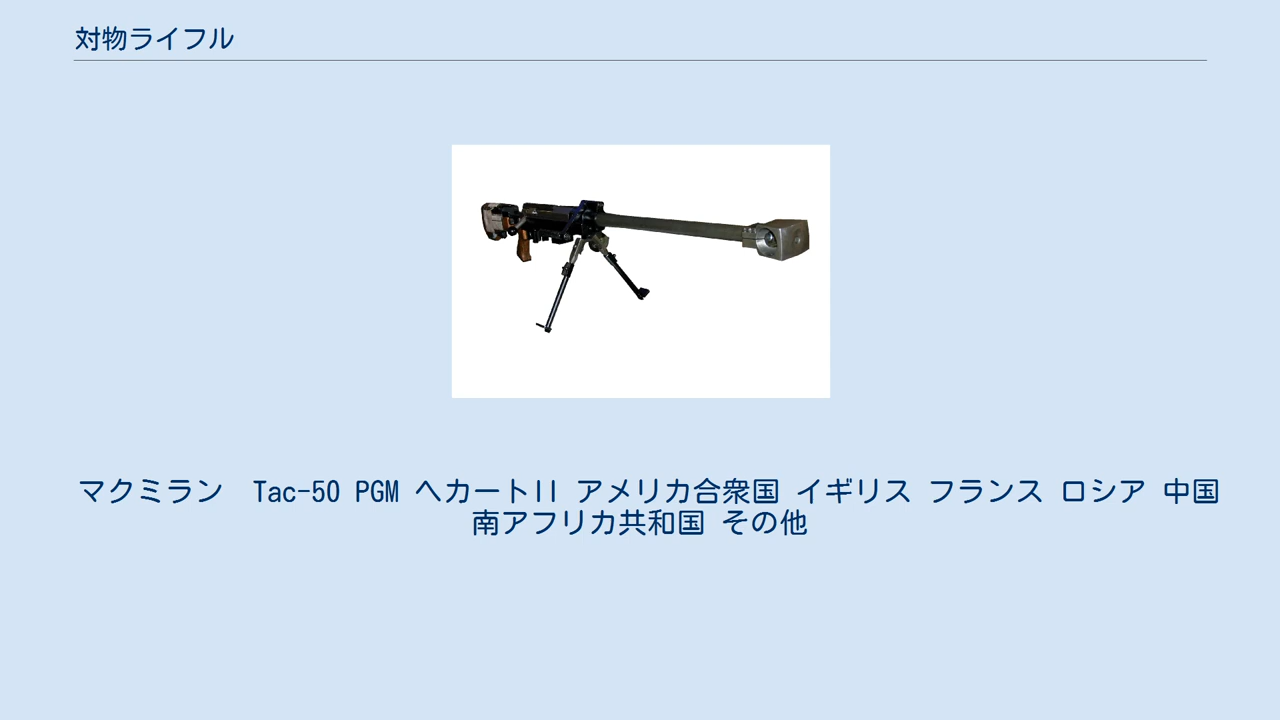 対物ライフル
マクミラン　Tac-50 PGM ヘカートII アメリカ合衆国 イギリス フランス ロシア 中国
南アフリカ共和国 その他